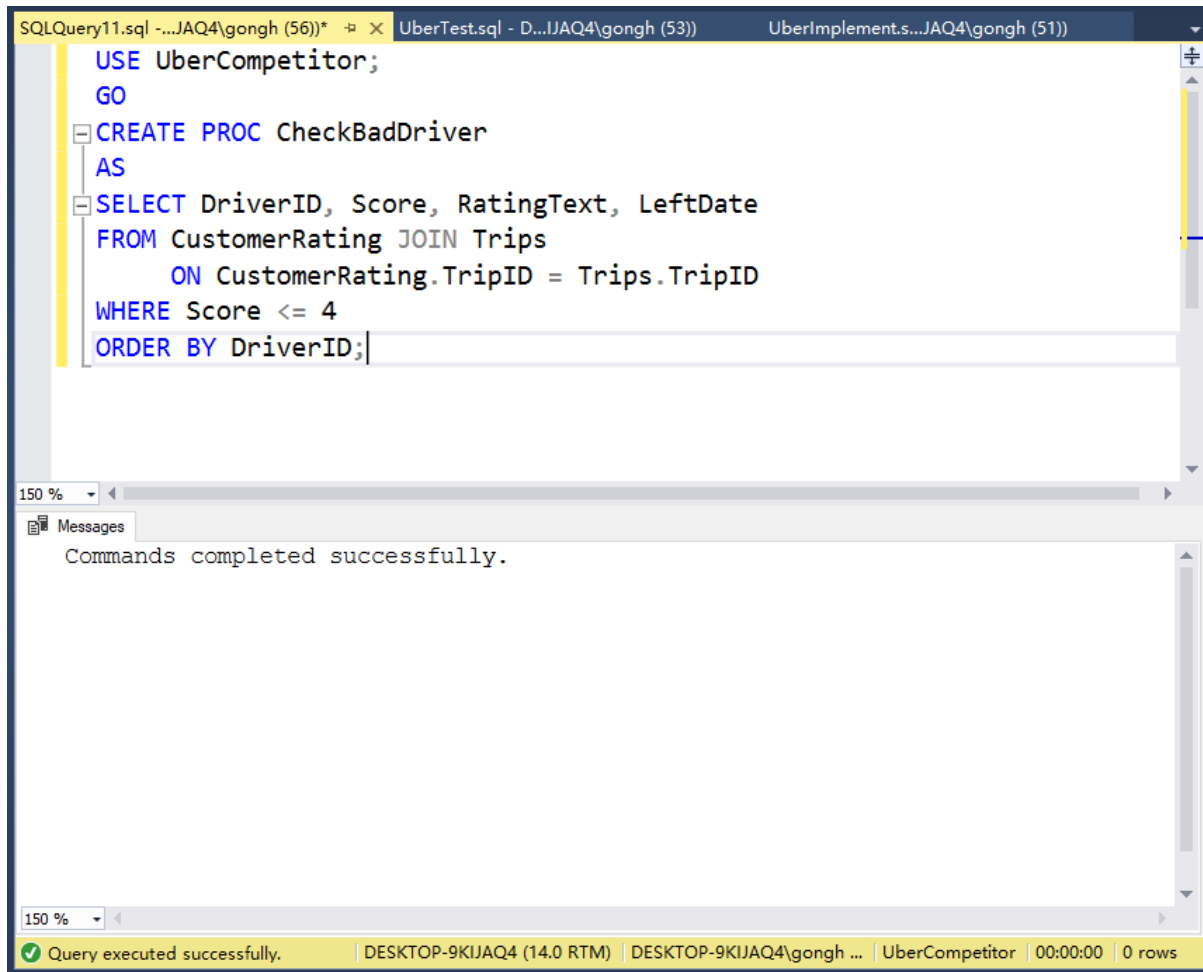 SQLQuery11.sql -...JAQ4\gongh (56))* UberTest.sql - D...IJAQ4\gongh (53)) UberImplement.s...JAQ4\gongh (51))
USE UberCompetitor;
GO
CREATE PROC CheckBadDriver
AS
SELECT DriverID, Score, RatingText, LeftDate
FROM CustomerRating JOIN Trips
ON CustomerRating.TripID = Trips.TripID
WHERE Score <= 4
ORDER BY DriverID;
150 %
Messages
Commands completed successfully.
150 %
Query executed successfully. DESKTOP-9KIJAQ4 (14.0 RTM) DESKTOP-9KIJAQ4\gongh ... UberCompetitor 00:00:00 0 rows